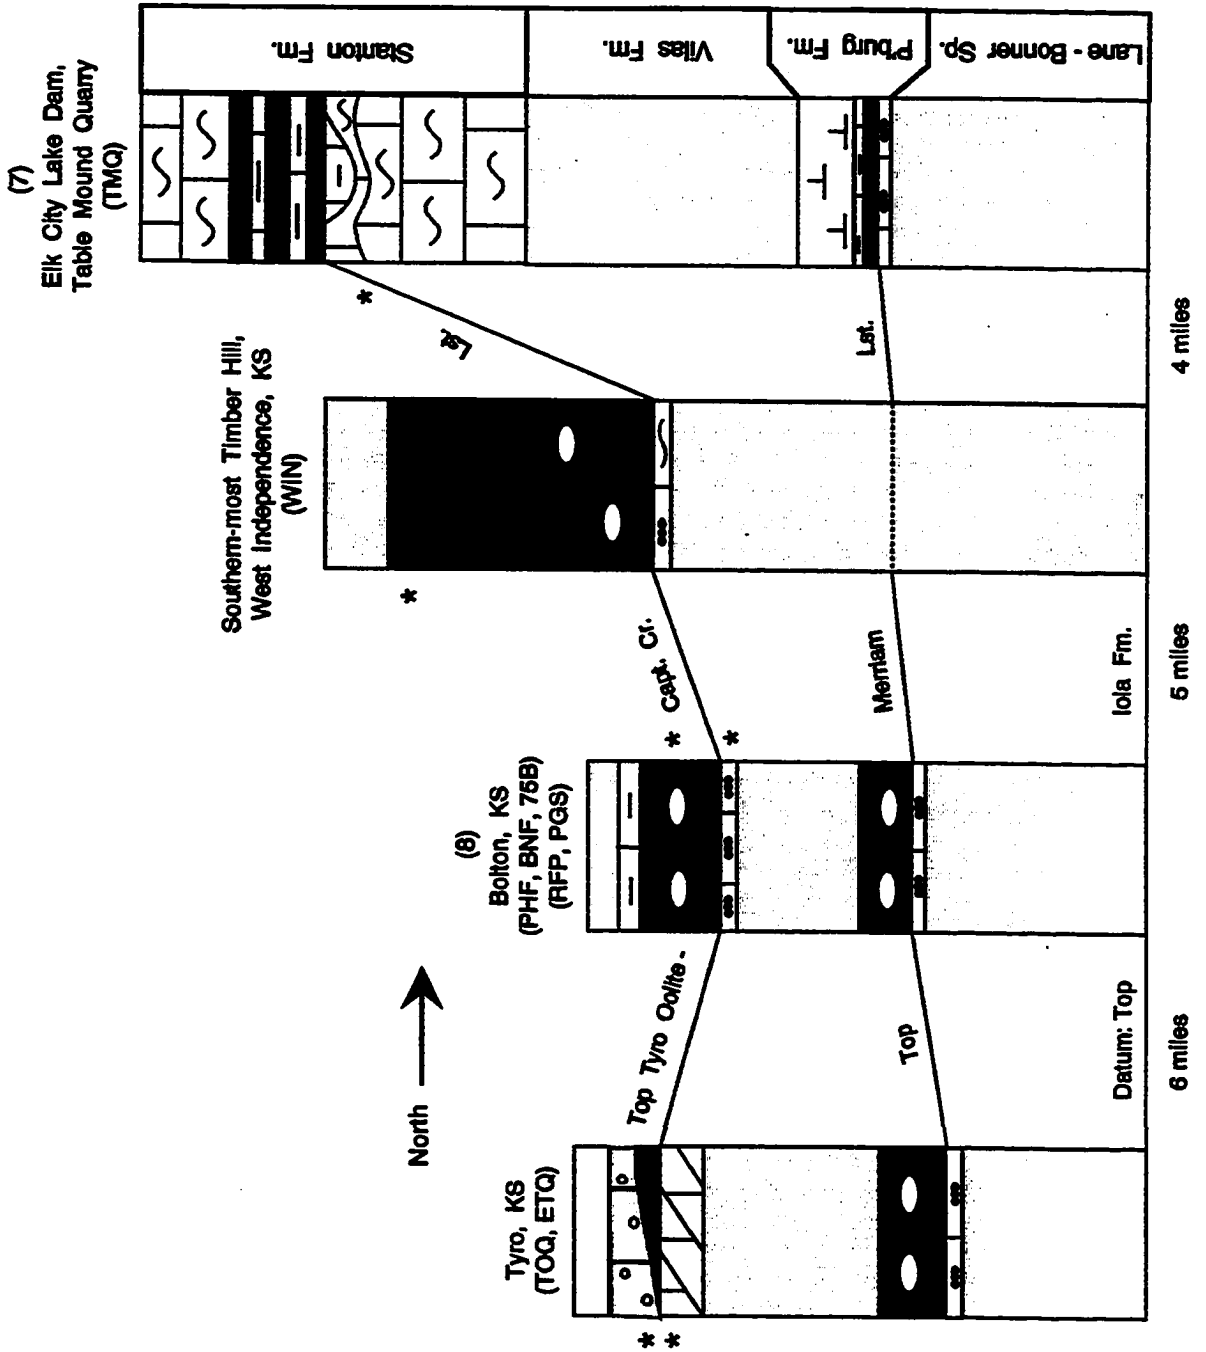 Tyro, KS
(TOQ, ETQ)
(8)
Bolton, KS
(PHF, BNF, 75B)
(RFP, PGS)
Southern-most Timber Hill,
West Independence, KS
(WIN)
(7)
Elk City Lake Dam,
Table Mound Quarry
(TMQ)
North
Stanton Fm.
Vilas Fm.
P'burg Fm.
Lane - Bonner Sp.
Top Tyro Oolite -
Capt. Cr.
Lst.
Top
Merriam
Lst.
Datum: Top
Iola Fm.
6 miles
5 miles
4 miles
*
*
*
*
*
*